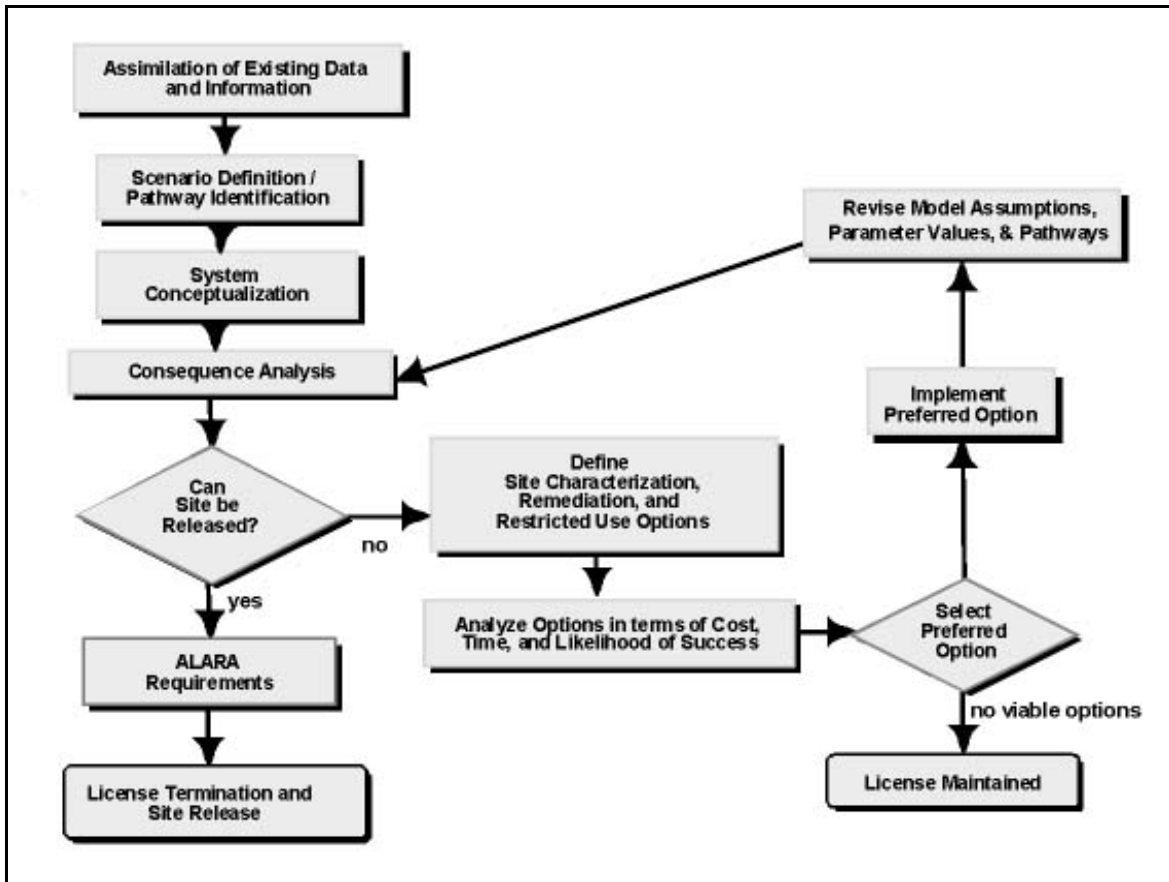 Assimilation of Existing Data
and Information
Scenario Definition /
Pathway Identification
System
Conceptualization
Consequence Analysis
Can
Site be
Released?
no
yes
ALARA
Requirements
License Termination and
Site Release
Define
Site Characterization,
Remediation, and
Restricted Use Options
Analyze Options in terms of Cost,
Time, and Likelihood of Success
Select
Preferred
Option
no viable options
License Maintained
Implement
Preferred Option
Revise Model Assumptions,
Parameter Values, & Pathways